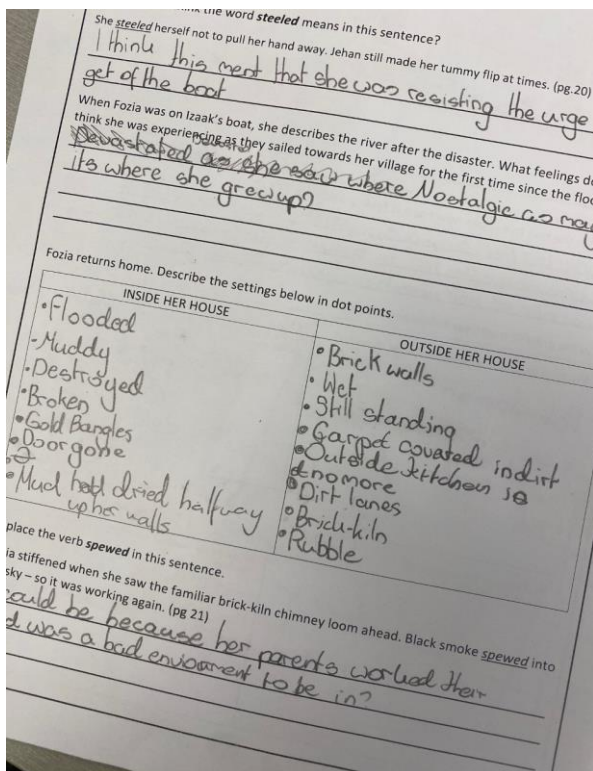 the word steeled means in this sentence?
She steeled herself not to pull her hand away. Jehan still made her tummy flip at times. (pg.20)
I think this ment that she was resisting the urge
get of the boat
When Fozia was on Izaak's boat, she describes the river after the disaster. What feelings do
think she was experiencing as they sailed towards her village for the first time since the floo
Devastated as she saw where Nostalgic as may
its where she grewup?
Fozia returns home. Describe the settings below in dot points.
INSIDE HER HOUSE
•Flooded
-Muddy
•Destroyed
•Broken
•Gold Bangles
•Door gone
•Mud had dried halfway
up her walls
OUTSIDE HER HOUSE
•Brick walls
•Wet
•Still standing
•Garpet covated in dirt
•Outside kitchen is
no more
•Dirt lanes
•Brick-kiln
•Rubble
place the verb spewed in this sentence.
ia stiffened when she saw the familiar brick-kiln chimney loom ahead. Black smoke spewed into
sky – so it was working again. (pg 21)
could be because her parents worked their
d was a bad enviorment to be in?